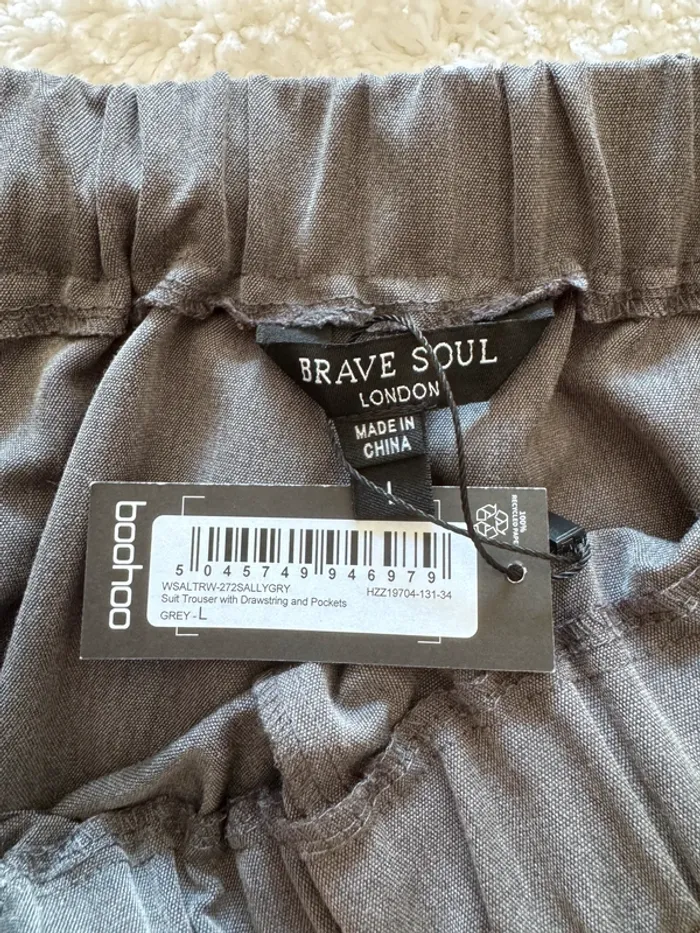 BRAVE SOUL
LONDON
MADE IN
CHINA
L
boohoo
100%
RECYCLED PAPER
5 045749 946979
WSALTRW-272SALLYGRY
HZZ19704-131-34
Suit Trouser with Drawstring and Pockets
GREY - L